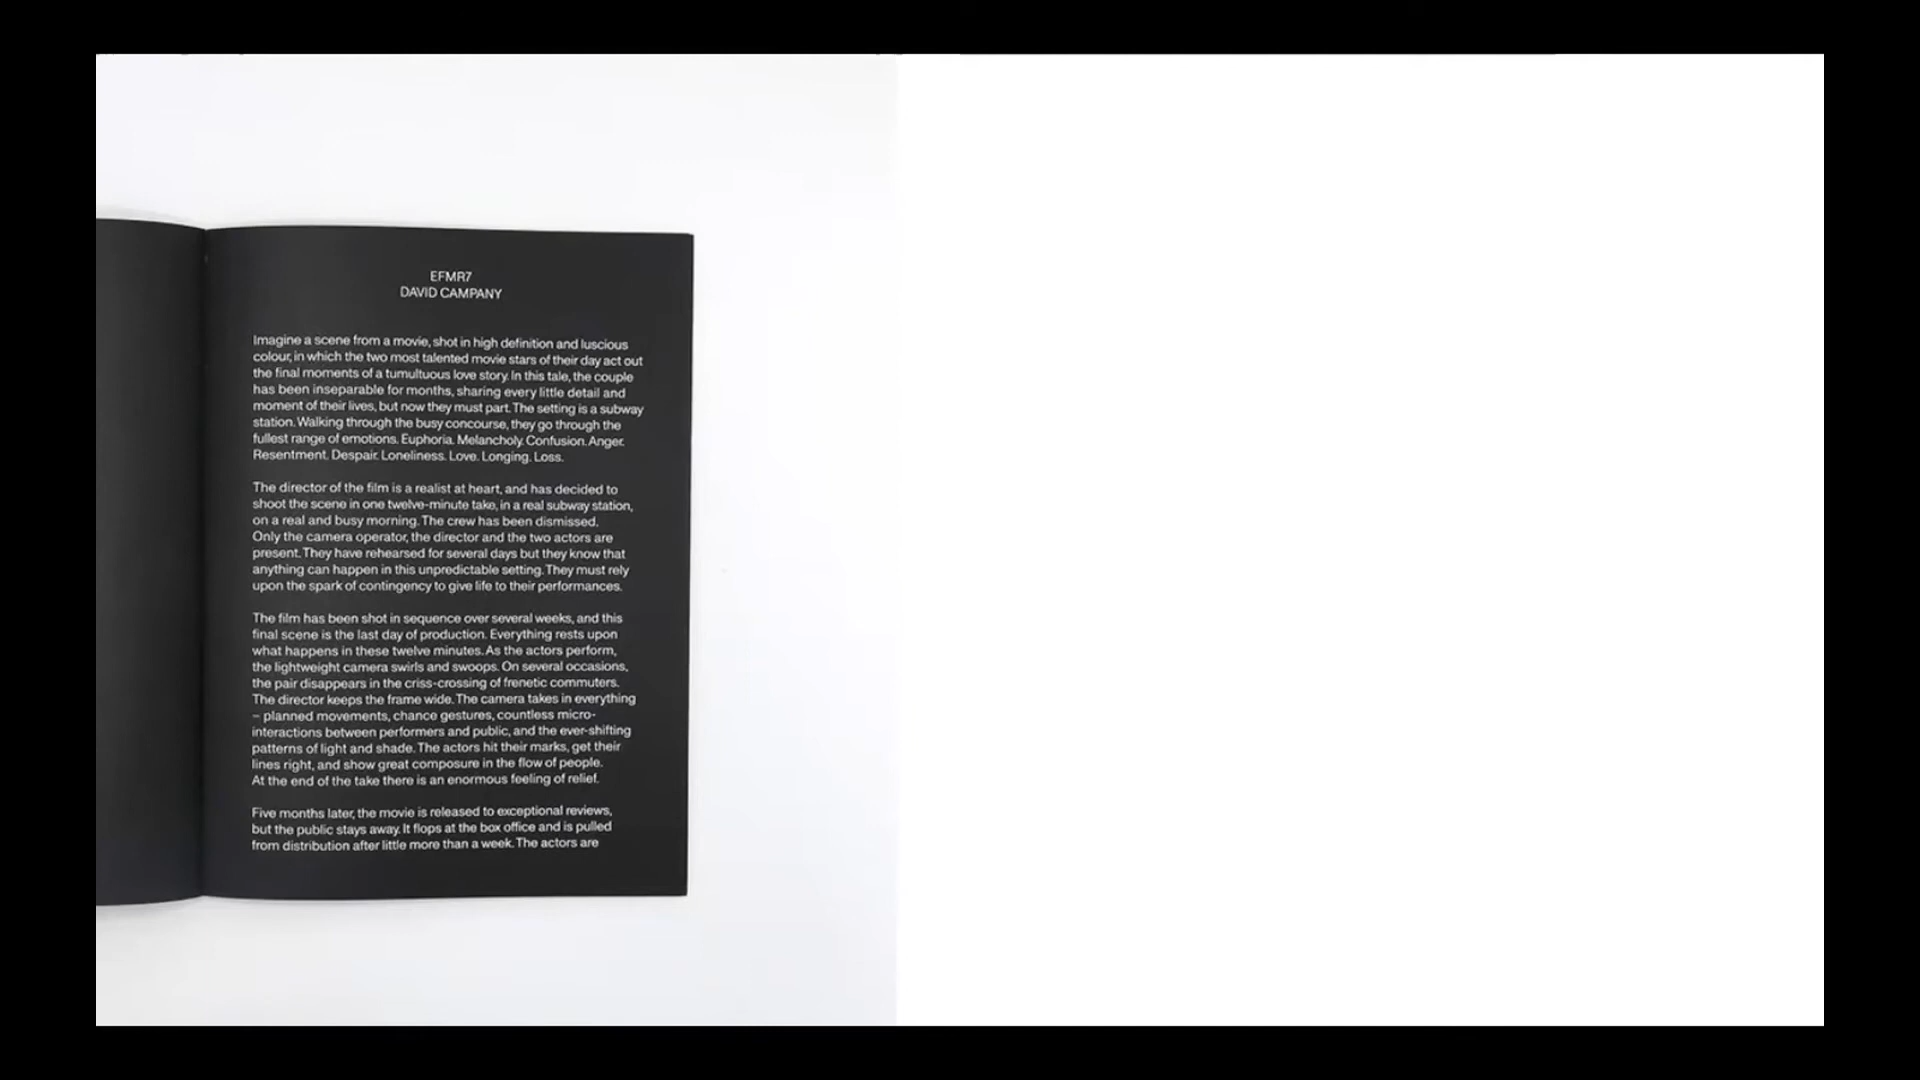 EFMR7
DAVID CAMPANY
Imagine a scene from a movie, shot in high definition and luscious
colour, in which the two most talented movie stars of their day act out
the final moments of a tumultuous love story. In this tale, the couple
has been inseparable for months, sharing every little detail and
moment of their lives, but now they must part. The setting is a subway
station. Walking through the busy concourse, they go through the
fullest range of emotions. Euphoria. Melancholy. Confusion. Anger.
Resentment. Despair. Loneliness. Love. Longing. Loss.
The director of the film is a realist at heart, and has decided to
shoot the scene in one twelve-minute take, in a real subway station,
on a real and busy morning. The crew has been dismissed.
Only the camera operator, the director and the two actors are
present. They have rehearsed for several days but they know that
anything can happen in this unpredictable setting. They must rely
upon the spark of contingency to give life to their performances.
The film has been shot in sequence over several weeks, and this
final scene is the last day of production. Everything rests upon
what happens in these twelve minutes. As the actors perform,
the lightweight camera swirls and swoops. On several occasions,
the pair disappears in the criss-crossing of frenetic commuters.
The director keeps the frame wide. The camera takes in everything
– planned movements, chance gestures, countless micro-
interactions between performers and public, and the ever-shifting
patterns of light and shade. The actors hit their marks, get their
lines right, and show great composure in the flow of people.
At the end of the take there is an enormous feeling of relief.
Five months later, the movie is released to exceptional reviews,
but the public stays away. It flops at the box office and is pulled
from distribution after little more than a week. The actors are